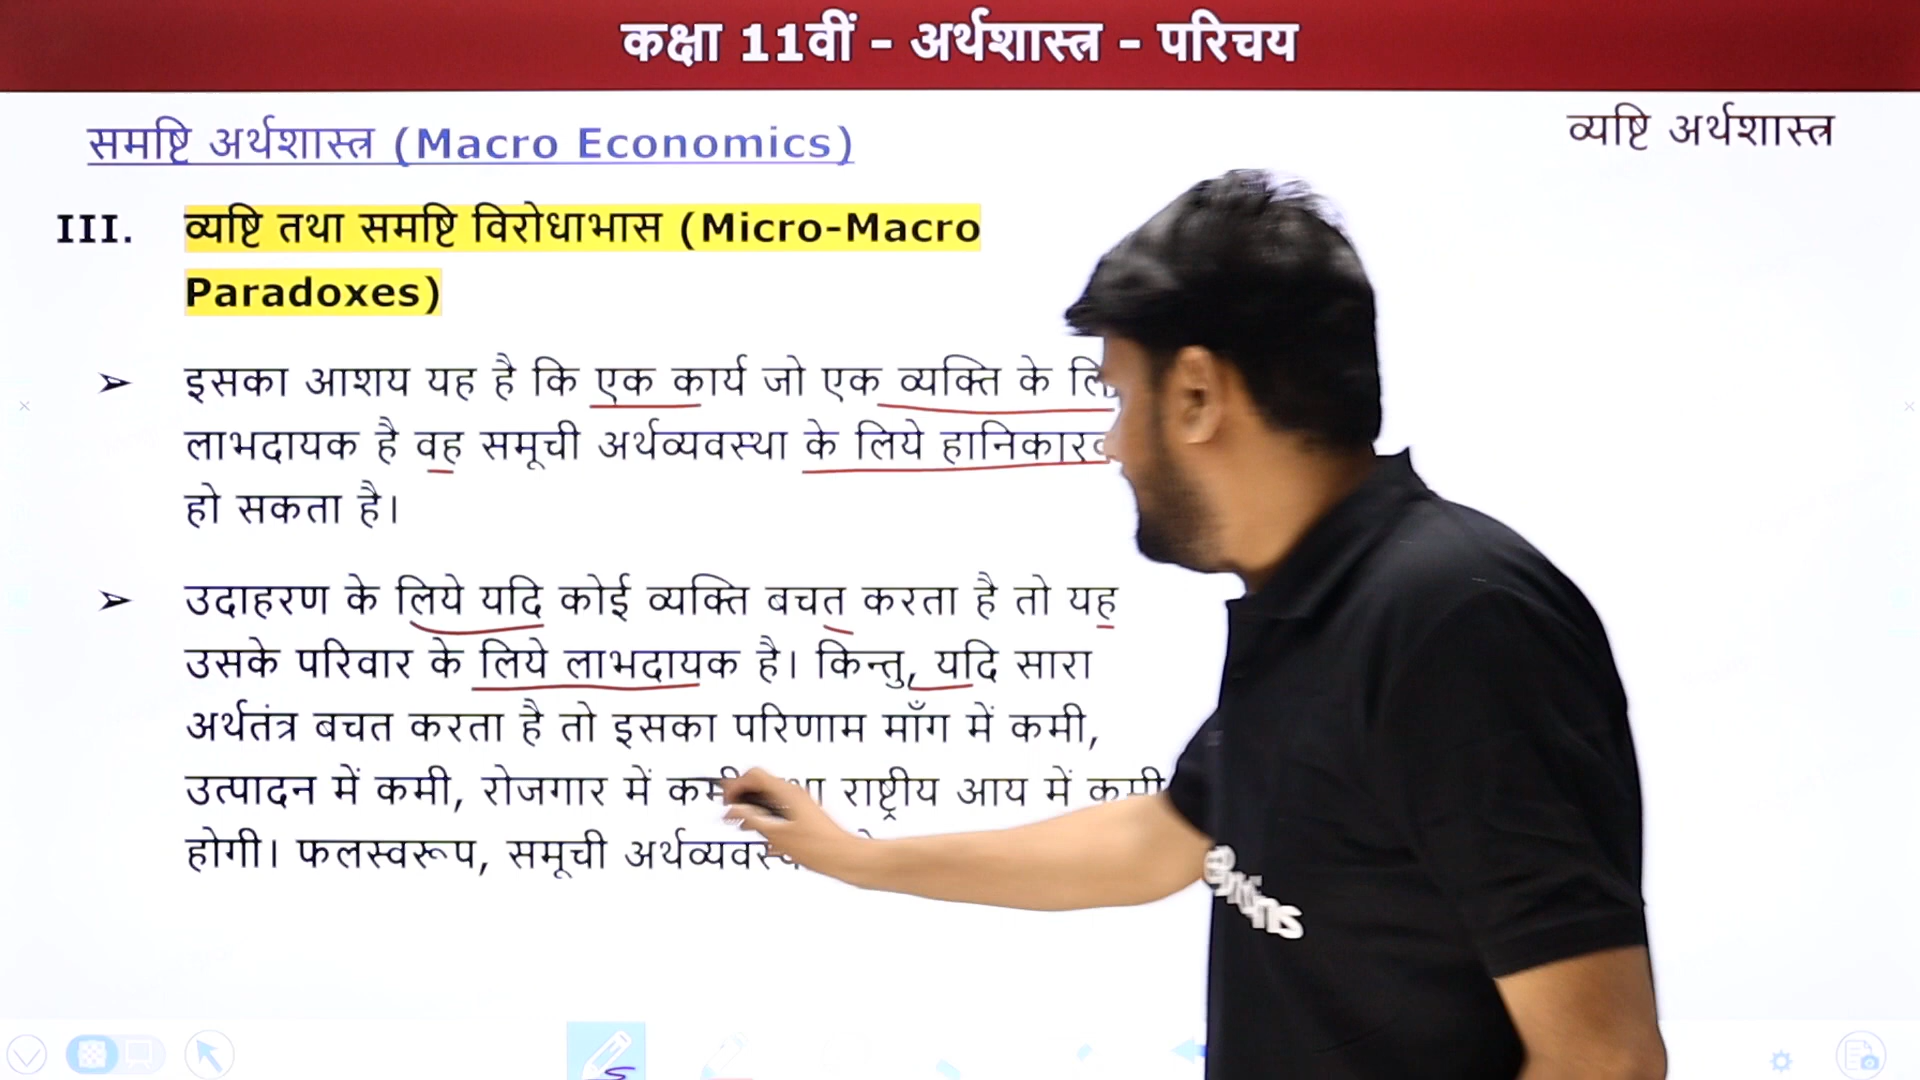 कक्षा 11वीं - अर्थशास्त्र - परिचय
समष्टि अर्थशास्त्र (Macro Economics)
व्यष्टि अर्थशास्त्र
III. व्यष्टि तथा समष्टि विरोधाभास (Micro-Macro
Paradoxes)
➢ इसका आशय यह है कि एक कार्य जो एक व्यक्ति के
लाभदायक है वह समूची अर्थव्यवस्था के लिये
हो सकता है।
➢ उदाहरण के लिये यदि कोई व्यक्ति बचत करता है तो यह
उसके परिवार के लिये लाभदायक है। किन्तु, यदि सारा
अर्थतंत्र बचत करता है तो इसका परिणाम माँग में कमी,
उत्पादन में कमी, रोजगार में राष्ट्रीय आय में कमी
होगी। फलस्वरूप, समूची